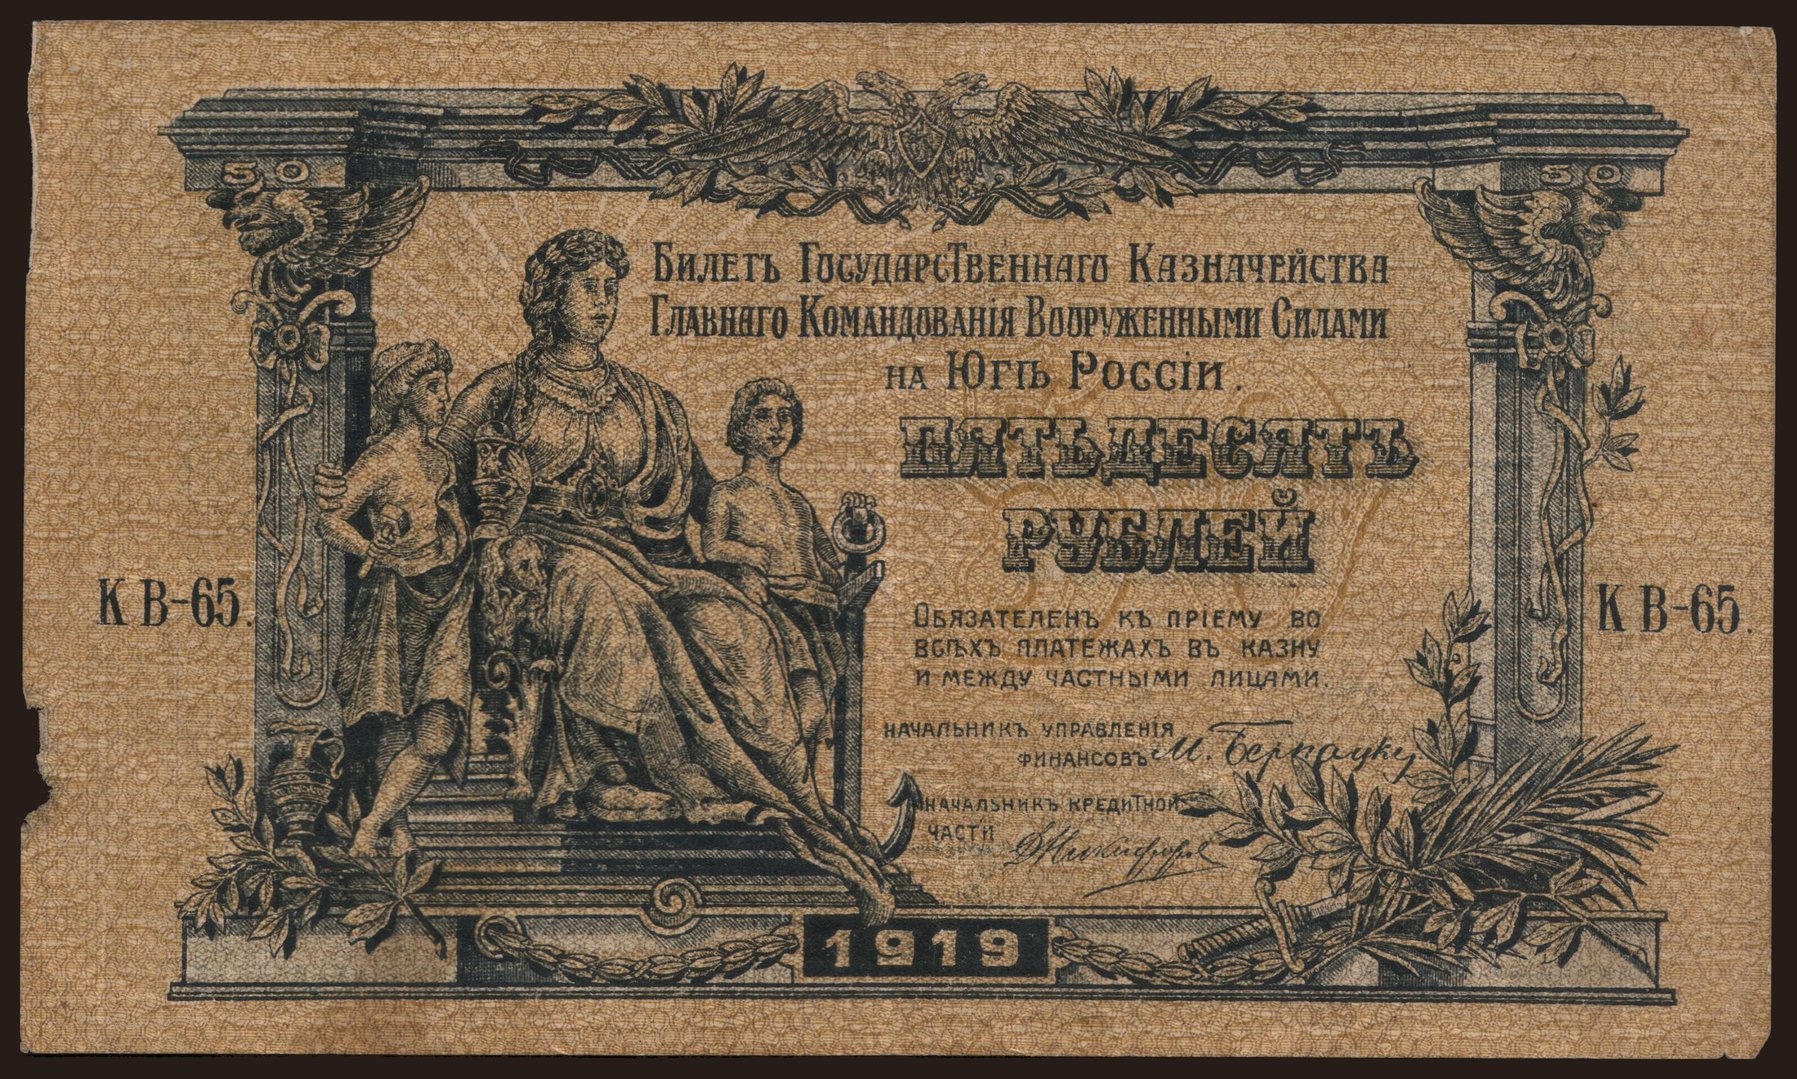 50
50
Билетъ Государственнаго Казначейства
Главнаго Командованія Вооруженными Силами
на Югѣ Россіи.
ПЯТЬДЕСЯТЪ
РУБЛЕЙ
Обязателенъ къ пріему во
всѣхъ платежахъ въ казну
и между частными лицами.
КВ-65.
КВ-65.
начальникъ управленія
финансовъ М. Бернацкій
начальникъ кредитной
части
1919